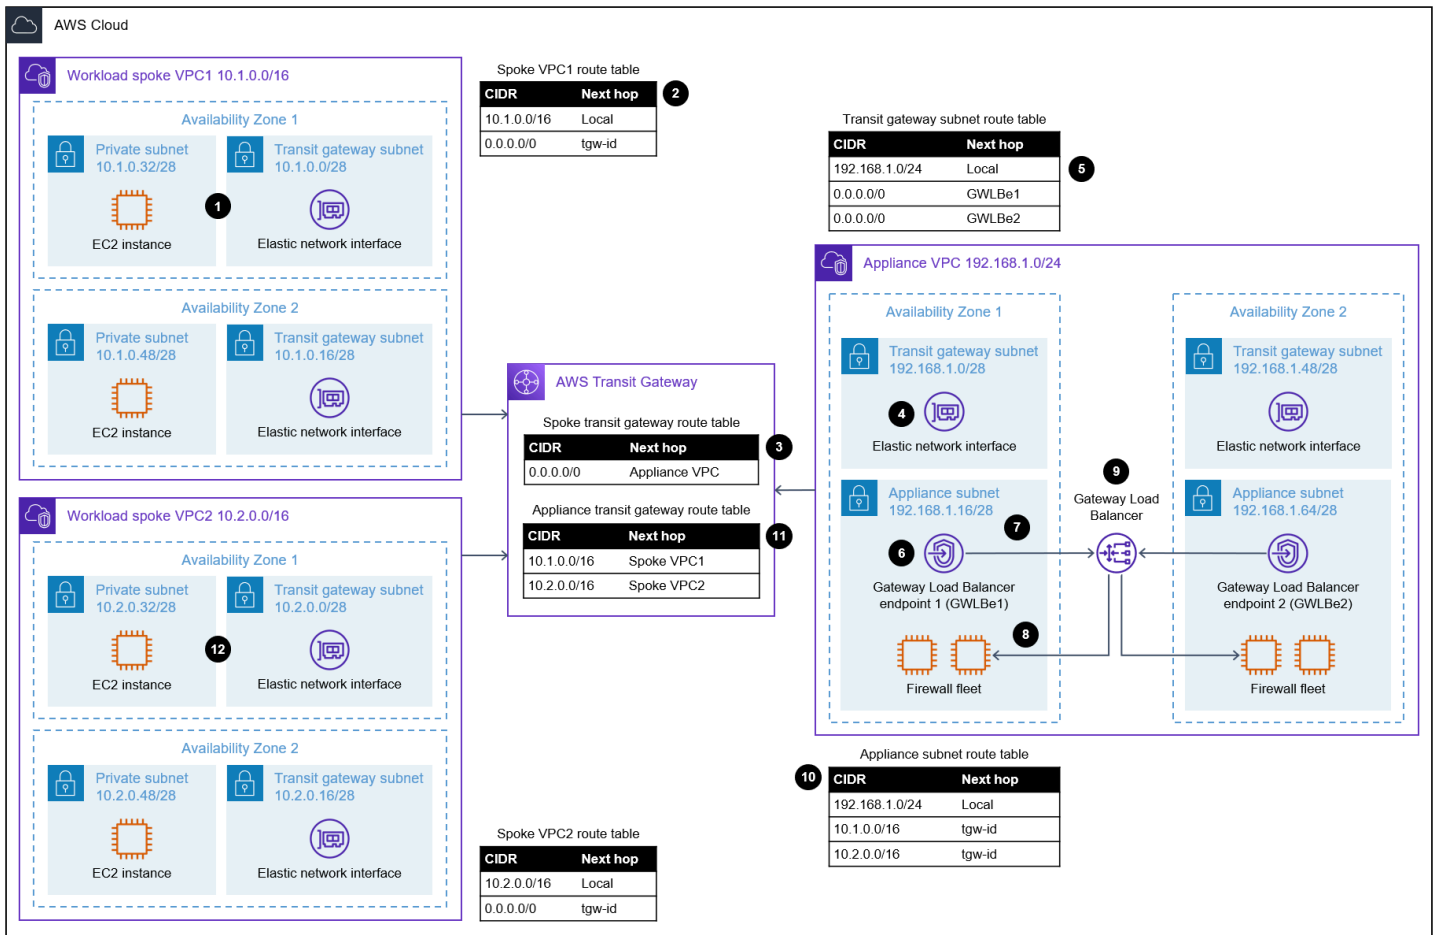 AWS Cloud
Workload spoke VPC1 10.1.0.0/16
Availability Zone 1
Private subnet
10.1.0.32/28
EC2 instance
1
Transit gateway subnet
10.1.0.0/28
Elastic network interface
Availability Zone 2
Private subnet
10.1.0.48/28
EC2 instance
Transit gateway subnet
10.1.0.16/28
Elastic network interface
Spoke VPC1 route table
CIDR Next hop
2
10.1.0.0/16 Local
0.0.0.0/0 tgw-id
Workload spoke VPC2 10.2.0.0/16
Availability Zone 1
Private subnet
10.2.0.32/28
EC2 instance
12
Transit gateway subnet
10.2.0.0/28
Elastic network interface
Availability Zone 2
Private subnet
10.2.0.48/28
EC2 instance
Transit gateway subnet
10.2.0.16/28
Elastic network interface
Spoke VPC2 route table
CIDR Next hop
10.2.0.0/16 Local
0.0.0.0/0 tgw-id
AWS Transit Gateway
Spoke transit gateway route table
CIDR Next hop
3
0.0.0.0/0 Appliance VPC
Appliance transit gateway route table
CIDR Next hop
11
10.1.0.0/16 Spoke VPC1
10.2.0.0/16 Spoke VPC2
Transit gateway subnet route table
CIDR Next hop
192.168.1.0/24 Local
5
0.0.0.0/0 GWLBe1
0.0.0.0/0 GWLBe2
Appliance VPC 192.168.1.0/24
Availability Zone 1
Transit gateway subnet
192.168.1.0/28
4
Elastic network interface
Appliance subnet
192.168.1.16/28
7
6
Gateway Load Balancer
endpoint 1 (GWLBe1)
8
Firewall fleet
9
Gateway Load
Balancer
Availability Zone 2
Transit gateway subnet
192.168.1.48/28
Elastic network interface
Appliance subnet
192.168.1.64/28
Gateway Load Balancer
endpoint 2 (GWLBe2)
Firewall fleet
Appliance subnet route table
10
CIDR Next hop
192.168.1.0/24 Local
10.1.0.0/16 tgw-id
10.2.0.0/16 tgw-id